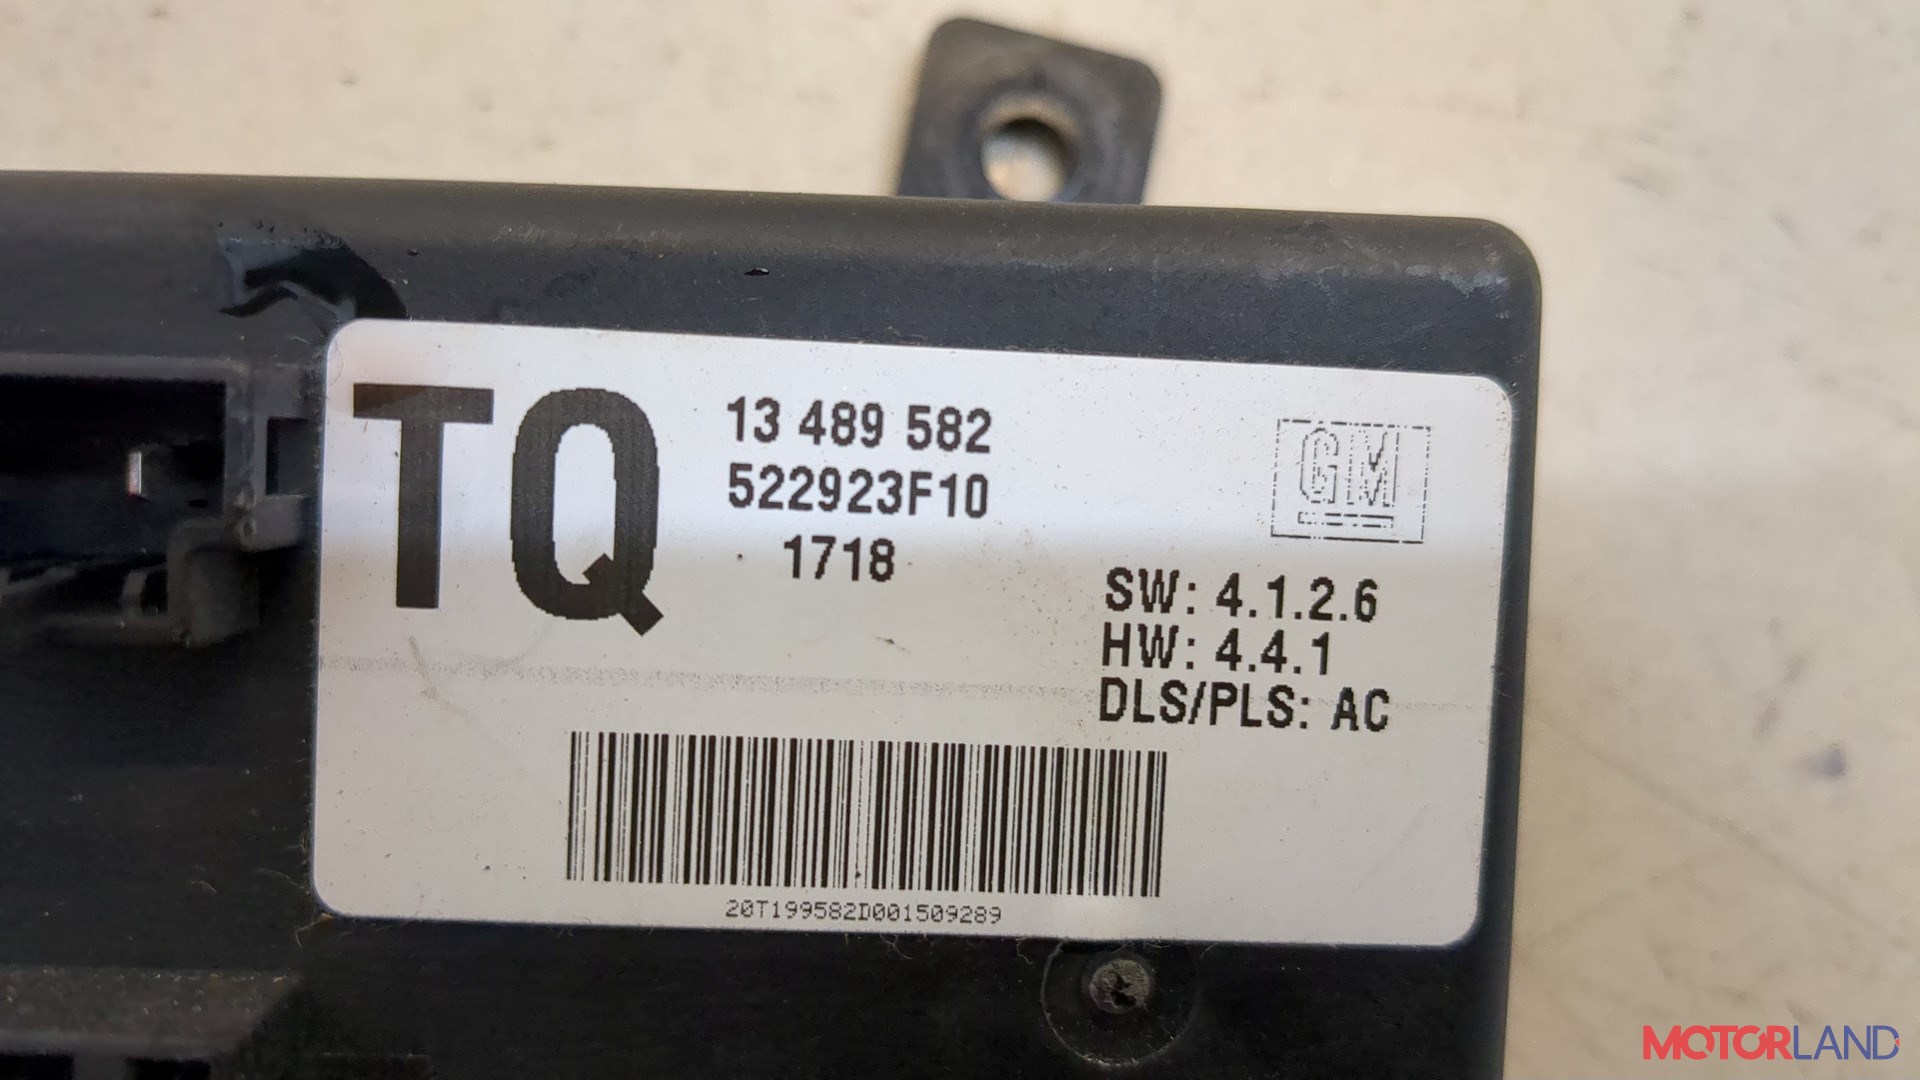 TQ
13 489 582
522923F10
1718
GM
SW: 4.1.2.6
HW: 4.4.1
DLS/PLS: AC
20T199582D001509289
MOTORLAND